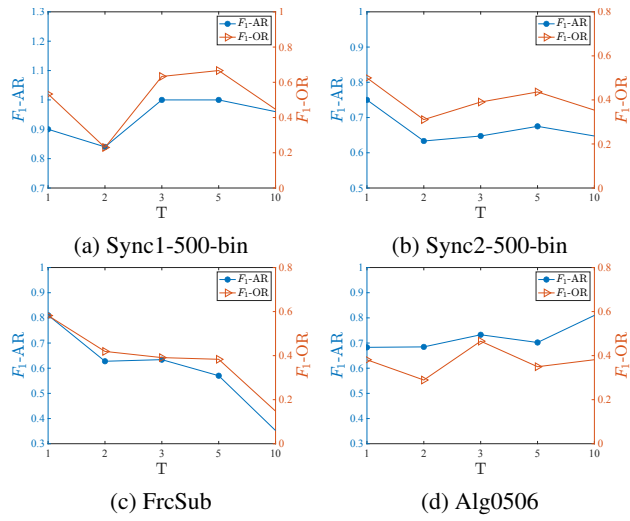 1.3
1.2
1.1
1
0.9
0.8
0.7
F1-AR
1
0.8
0.6
0.4
0.2
0
F1-OR
F1-AR
F1-OR
1 2 3 5 10
T
(a) Sync1-500-bin
1
0.9
0.8
0.7
0.6
0.5
F1-AR
0.8
0.6
0.4
0.2
0
F1-OR
F1-AR
F1-OR
1 2 3 5 10
T
(b) Sync2-500-bin
1
0.9
0.8
0.7
0.6
0.5
0.4
0.3
F1-AR
0.8
0.6
0.4
0.2
0
F1-OR
F1-AR
F1-OR
1 2 3 5 10
T
(c) FrcSub
1
0.9
0.8
0.7
0.6
0.5
0.4
0.3
F1-AR
0.8
0.6
0.4
0.2
0
F1-OR
F1-AR
F1-OR
1 2 3 5 10
T
(d) Alg0506